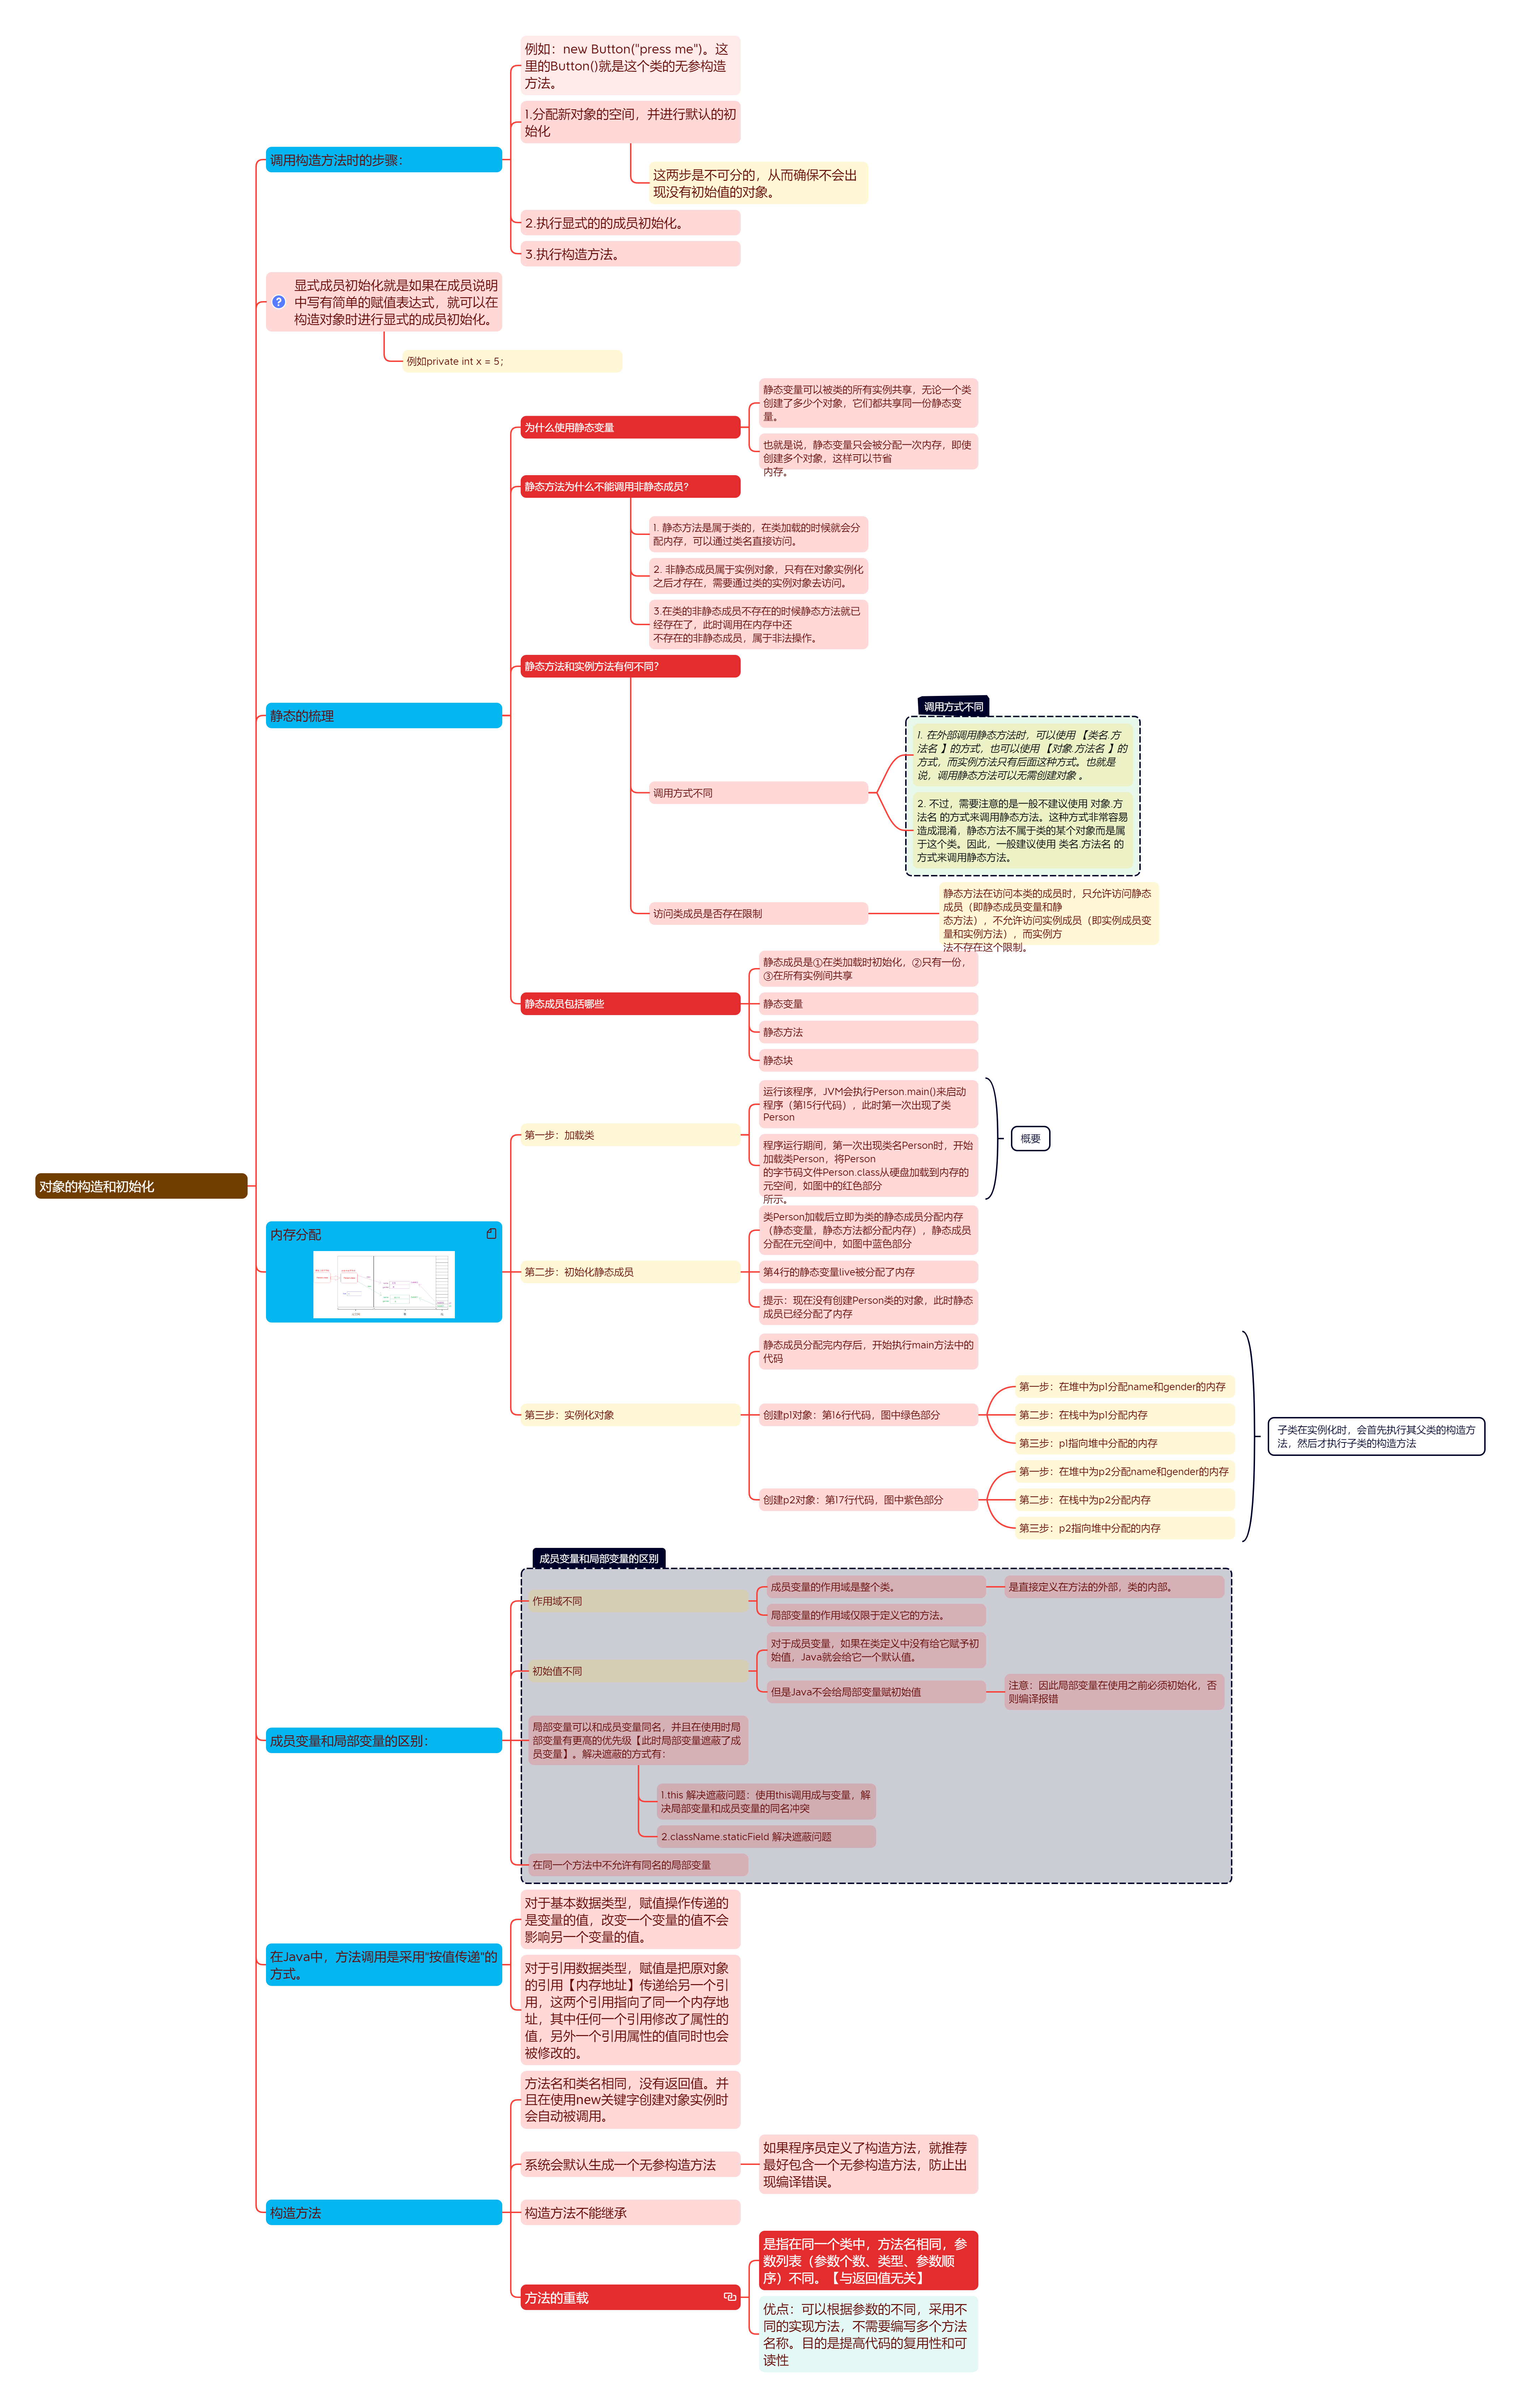 例如：new Button("press me")。这
里的Button()就是这个类的无参构造
方法。
1.分配新对象的空间，并进行默认的初
始化
调用构造方法时的步骤：
这两步是不可分的，从而确保不会出
现没有初始值的对象。
2.执行显式的的成员初始化。
3.执行构造方法。
显式成员初始化就是如果在成员说明
中写有简单的赋值表达式，就可以在
构造对象时进行显式的成员初始化。
例如private int x = 5；
静态变量可以被类的所有实例共享，无论一个类
创建了多少个对象，它们都共享同一份静态变
量。
为什么使用静态变量
也就是说，静态变量只会被分配一次内存，即使
创建多个对象，这样可以节省
内存。
静态方法为什么不能调用非静态成员?
1. 静态方法是属于类的，在类加载的时候就会分
配内存，可以通过类名直接访问。
2. 非静态成员属于实例对象，只有在对象实例化
之后才存在，需要通过类的实例对象去访问。
3.在类的非静态成员不存在的时候静态方法就已
经存在了，此时调用在内存中还
不存在的非静态成员，属于非法操作。
静态方法和实例方法有何不同?
静态的梳理
调用方式不同
1. 在外部调用静态方法时，可以使用 【类名.方
法名 】的方式，也可以使用 【对象.方法名 】的
方式，而实例方法只有后面这种方式。也就是
说，调用静态方法可以无需创建对象 。
调用方式不同
2. 不过，需要注意的是一般不建议使用 对象.方
法名 的方式来调用静态方法。这种方式非常容易
造成混淆，静态方法不属于类的某个对象而是属
于这个类。因此，一般建议使用 类名.方法名 的
方式来调用静态方法。
访问类成员是否存在限制
静态方法在访问本类的成员时，只允许访问静态
成员（即静态成员变量和静
态方法），不允许访问实例成员（即实例成员变
量和实例方法），而实例方
法不存在这个限制。
静态成员是①在类加载时初始化，②只有一份，
③在所有实例间共享
静态成员包括哪些
静态变量
静态方法
静态块
运行该程序，JVM会执行Person.main()来启动
程序（第15行代码），此时第一次出现了类
Person
第一步：加载类
概要
程序运行期间，第一次出现类名Person时，开始
加载类Person，将Person
的字节码文件Person.class从硬盘加载到内存的
元空间，如图中的红色部分
所示。
对象的构造和初始化
内存分配
类Person加载后立即为类的静态成员分配内存
（静态变量，静态方法都分配内存），静态成员
分配在元空间中，如图中蓝色部分
第二步：初始化静态成员
第4行的静态变量live被分配了内存
提示：现在没有创建Person类的对象，此时静态
成员已经分配了内存
静态成员分配完内存后，开始执行main方法中的
代码
第三步：实例化对象
创建p1对象：第16行代码，图中绿色部分
第一步：在堆中为p1分配name和gender的内存
第二步：在栈中为p1分配内存
第三步：p1指向堆中分配的内存
子类在实例化时，会首先执行其父类的构造方
法，然后才执行子类的构造方法
创建p2对象：第17行代码，图中紫色部分
第一步：在堆中为p2分配name和gender的内存
第二步：在栈中为p2分配内存
第三步：p2指向堆中分配的内存
成员变量和局部变量的区别
作用域不同
成员变量的作用域是整个类。
是直接定义在方法的外部，类的内部。
局部变量的作用域仅限于定义它的方法。
初始值不同
对于成员变量，如果在类定义中没有给它赋予初
始值，Java就会给它一个默认值。
但是Java不会给局部变量赋初始值
注意：因此局部变量在使用之前必须初始化，否
则编译报错
成员变量和局部变量的区别：
局部变量可以和成员变量同名，并且在使用时局
部变量有更高的优先级【此时局部变量遮蔽了成
员变量】。解决遮蔽的方式有：
1.this 解决遮蔽问题：使用this调用成与变量，解
决局部变量和成员变量的同名冲突
2.className.staticField 解决遮蔽问题
在同一个方法中不允许有同名的局部变量
对于基本数据类型，赋值操作传递的
是变量的值，改变一个变量的值不会
影响另一个变量的值。
在Java中，方法调用是采用"按值传递"的
方式。
对于引用数据类型，赋值是把原对象
的引用【内存地址】传递给另一个引
用，这两个引用指向了同一个内存地
址，其中任何一个引用修改了属性的
值，另外一个引用属性的值同时也会
被修改的。
方法名和类名相同，没有返回值。并
且在使用new关键字创建对象实例时
会自动被调用。
系统会默认生成一个无参构造方法
如果程序员定义了构造方法，就推荐
最好包含一个无参构造方法，防止出
现编译错误。
构造方法
构造方法不能继承
方法的重载
是指在同一个类中，方法名相同，参
数列表（参数个数、类型、参数顺
序）不同。【与返回值无关】
优点：可以根据参数的不同，采用不
同的实现方法，不需要编写多个方法
名称。目的是提高代码的复用性和可
读性